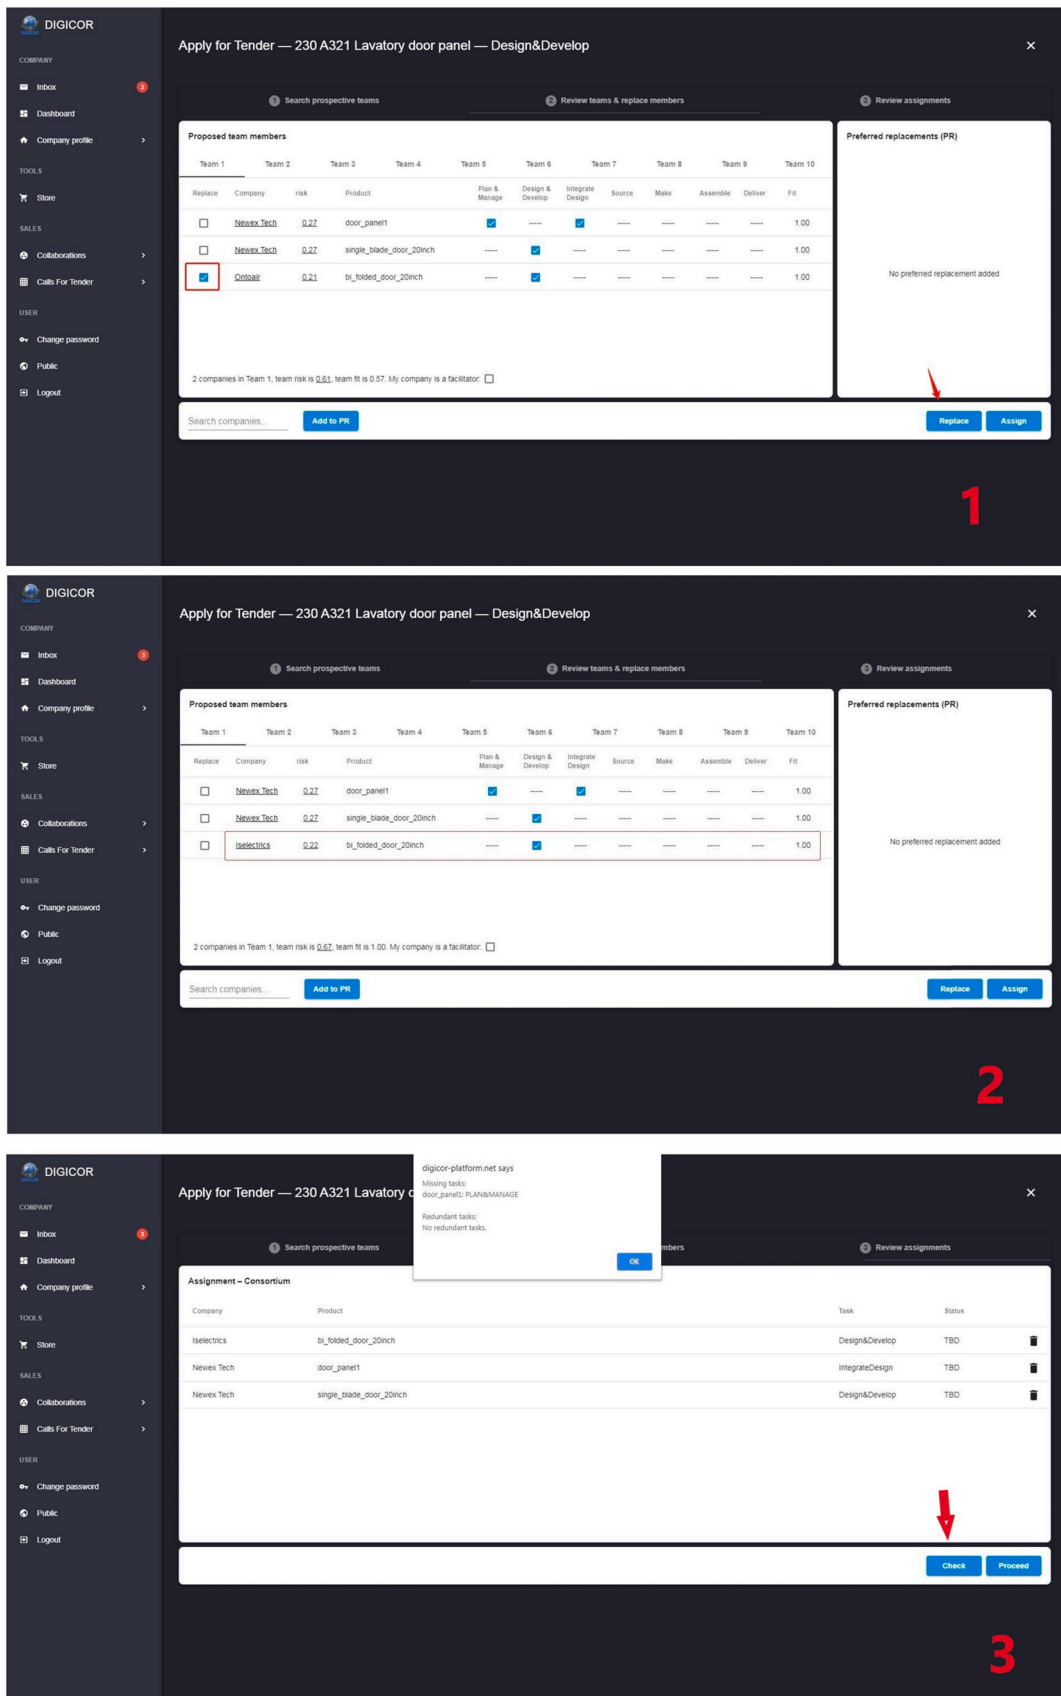 DIGICOR
Apply for Tender — 230 A321 Lavatory door panel — Design&Develop
COMPANY
Inbox 3
Dashboard
Company profile
TOOLS
Store
SALES
Collaborations
Calls For Tender
USER
Change password
Public
Logout
1 Search prospective teams 2 Review teams & replace members 3 Review assignments
Proposed team members
Team 1 Team 2 Team 3 Team 4 Team 5 Team 6 Team 7 Team 8 Team 9 Team 10
Replace Company risk Product Plan & Manage Design & Develop Integrate Design Source Make Assemble Deliver Fit
Newex Tech 0.27 door_panel1 ----- ----- ----- ----- ----- 1.00
Newex Tech 0.27 single_blade_door_20inch ----- ----- ----- ----- ----- ----- 1.00
Ontoair 0.21 bi_folded_door_20inch ----- ----- ----- ----- ----- ----- 1.00
2 companies in Team 1, team risk is 0.61, team fit is 0.57. My company is a facilitator:
Preferred replacements (PR)
No preferred replacement added
Search companies... Add to PR Replace Assign
1
DIGICOR
Apply for Tender — 230 A321 Lavatory door panel — Design&Develop
COMPANY
Inbox 3
Dashboard
Company profile
TOOLS
Store
SALES
Collaborations
Calls For Tender
USER
Change password
Public
Logout
1 Search prospective teams 2 Review teams & replace members 3 Review assignments
Proposed team members
Team 1 Team 2 Team 3 Team 4 Team 5 Team 6 Team 7 Team 8 Team 9 Team 10
Replace Company risk Product Plan & Manage Design & Develop Integrate Design Source Make Assemble Deliver Fit
Newex Tech 0.27 door_panel1 ----- ----- ----- ----- ----- 1.00
Newex Tech 0.27 single_blade_door_20inch ----- ----- ----- ----- ----- ----- 1.00
Iselectrics 0.22 bi_folded_door_20inch ----- ----- ----- ----- ----- ----- 1.00
2 companies in Team 1, team risk is 0.67, team fit is 1.00. My company is a facilitator:
Preferred replacements (PR)
No preferred replacement added
Search companies... Add to PR Replace Assign
2
DIGICOR
Apply for Tender — 230 A321 Lavatory d
digicor-platform.net says
Missing tasks:
door_panel1: PLAN&MANAGE
Redundant tasks:
No redundant tasks.
OK
COMPANY
Inbox 3
Dashboard
Company profile
TOOLS
Store
SALES
Collaborations
Calls For Tender
USER
Change password
Public
Logout
1 Search prospective teams mbers 3 Review assignments
Assignment – Consortium
Company Product Task Status
Iselectrics bi_folded_door_20inch Design&Develop TBD
Newex Tech door_panel1 IntegrateDesign TBD
Newex Tech single_blade_door_20inch Design&Develop TBD
Check Proceed
3